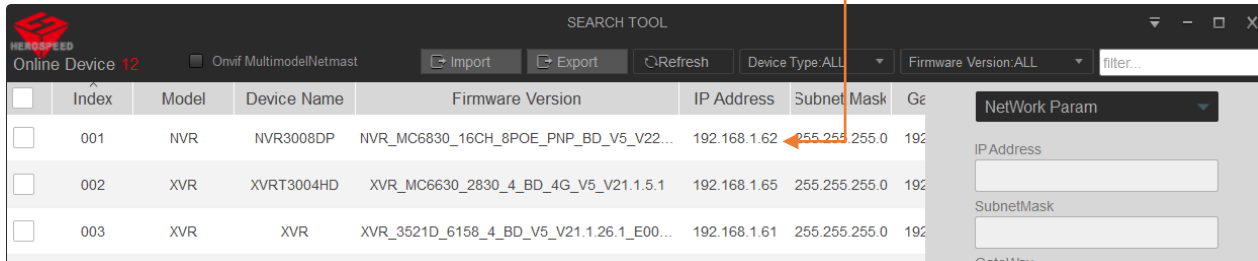 SEARCH TOOL
HEROSPEED
Online Device 12 Onvif MultimodelNetmast Import Export Refresh Device Type:ALL Firmware Version:ALL filter...
Index Model Device Name Firmware Version IP Address Subnet Mask Ga
NetWork Param
001 NVR NVR3008DP NVR_MC6830_16CH_8POE_PNP_BD_V5_V22... 192.168.1.62 255.255.255.0 192
IP Address
002 XVR XVRT3004HD XVR_MC6630_2830_4_BD_4G_V5_V21.1.5.1 192.168.1.65 255.255.255.0 192
SubnetMask
003 XVR XVR XVR_3521D_6158_4_BD_V5_V21.1.26.1_E00... 192.168.1.61 255.255.255.0 192